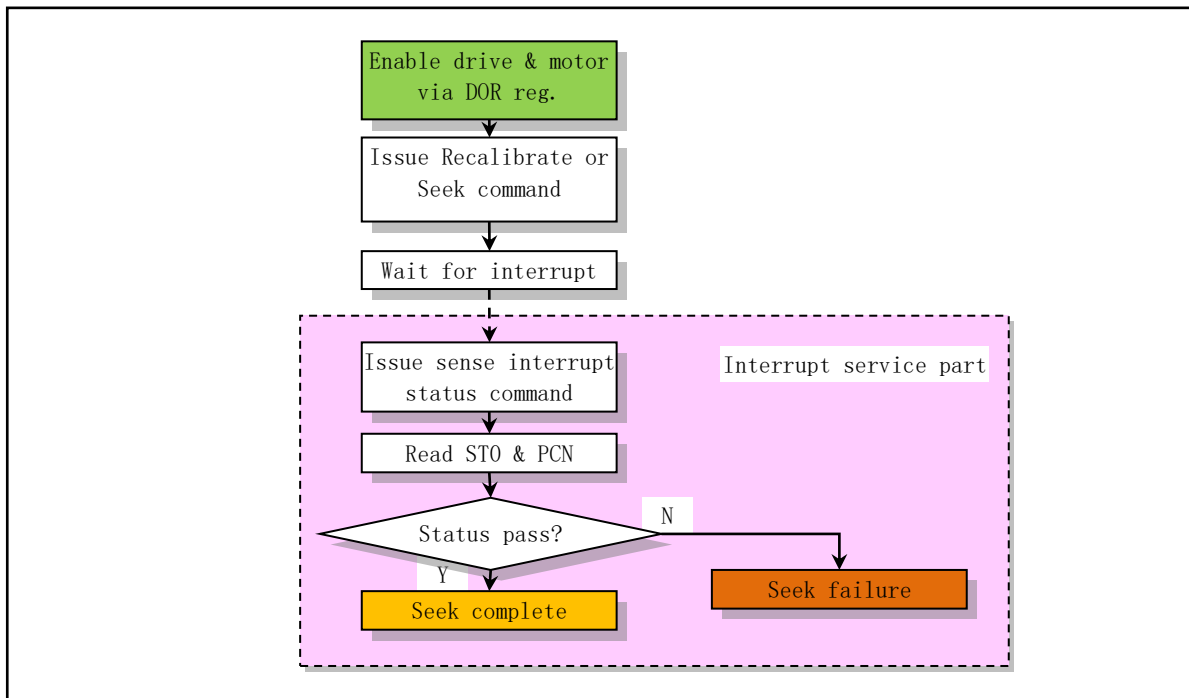 Enable drive & motor
via DOR reg.
Issue Recalibrate or
Seek command
Wait for interrupt
Issue sense interrupt
status command
Interrupt service part
Read STO & PCN
Status pass?
N
Y
Seek complete
Seek failure